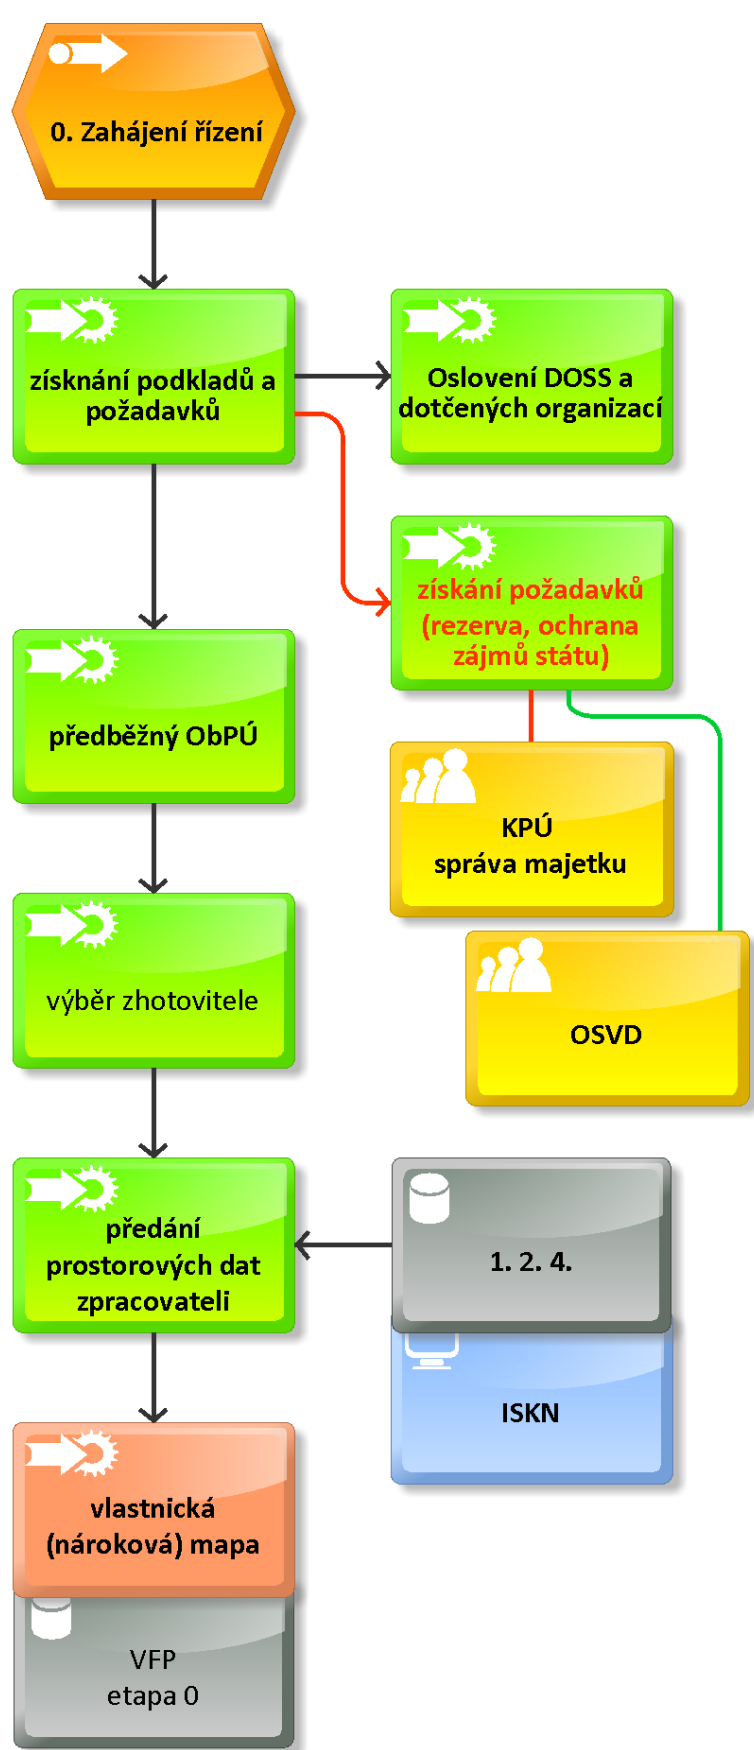 0. Zahájení řízení
získnání podkladů a
požadavků
Oslovení DOSS a
dotčených organizací
získání požadavků
(rezerva, ochrana
zájmů státu)
předběžný ObPÚ
KPÚ
správa majetku
výběr zhotovitele
OSVD
předání
prostorových dat
zpracovateli
1. 2. 4.
ISKN
vlastnická
(nároková) mapa
VFP
etapa 0